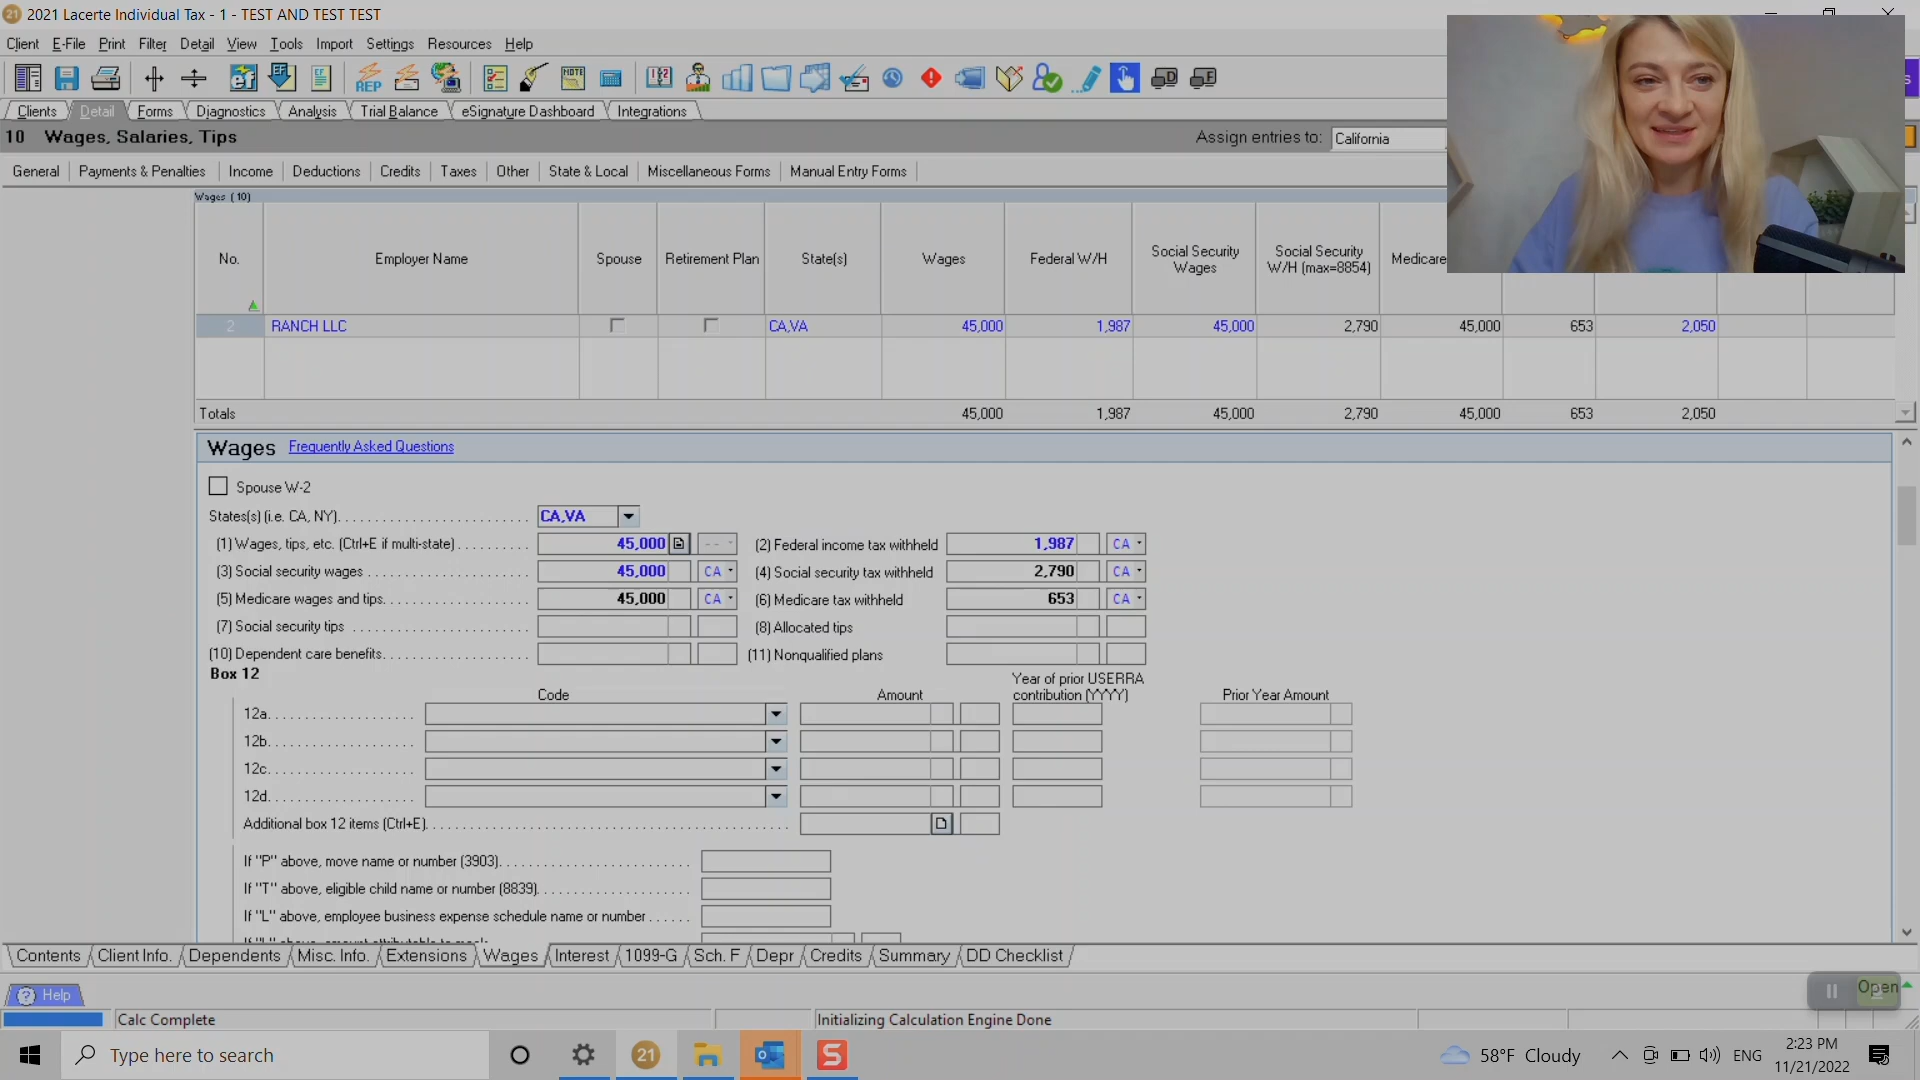 2021 Lacerte Individual Tax - 1 - TEST AND TEST TEST
Client E-File Print Filter Detail View Tools Import Settings Resources Help
EF REP NOTE 1?2 D F
Clients Detail Forms Diagnostics Analysis Trial Balance eSignature Dashboard Integrations
10 Wages, Salaries, Tips Assign entries to: California
General Payments & Penalties Income Deductions Credits Taxes Other State & Local Miscellaneous Forms Manual Entry Forms
Wages (10)
No. Employer Name Spouse Retirement Plan State(s) Wages Federal W/H Social Security Wages Social Security W/H (max=8854) Medicare
2 RANCH LLC CA,VA 45,000 1,987 45,000 2,790 45,000 653 2,050
Totals 45,000 1,987 45,000 2,790 45,000 653 2,050
Wages Frequently Asked Questions
Spouse W-2
States(s) (i.e. CA, NY). CA,VA
(1) Wages, tips, etc. (Ctrl+E if multi-state) 45,000 -- (2) Federal income tax withheld 1,987 CA
(3) Social security wages 45,000 CA (4) Social security tax withheld 2,790 CA
(5) Medicare wages and tips. 45,000 CA (6) Medicare tax withheld 653 CA
(7) Social security tips (8) Allocated tips
(10) Dependent care benefits. (11) Nonqualified plans
Box 12
Code Amount Year of prior USERRA contribution (YYYY) Prior Year Amount
12a.
12b.
12c.
12d.
Additional box 12 items (Ctrl+E).
If "P" above, move name or number (3903).
If "T" above, eligible child name or number (8839).
If "L" above, employee business expense schedule name or number
Contents Client Info. Dependents Misc. Info. Extensions Wages Interest 1099-G Sch. F Depr Credits Summary DD Checklist
? Help Open
Calc Complete Initializing Calculation Engine Done
Type here to search 21 S 58°F Cloudy ENG 2:23 PM
11/21/2022